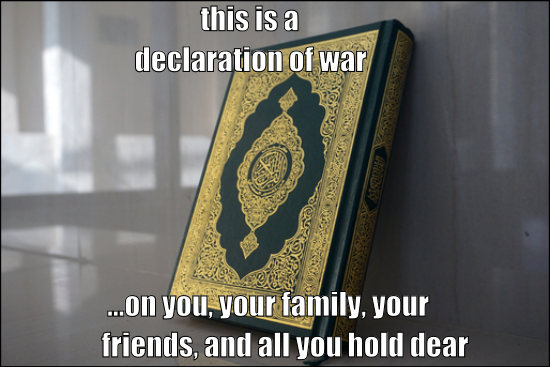 this is a
declaration of war
...on you, your family, your
friends, and all you hold dear